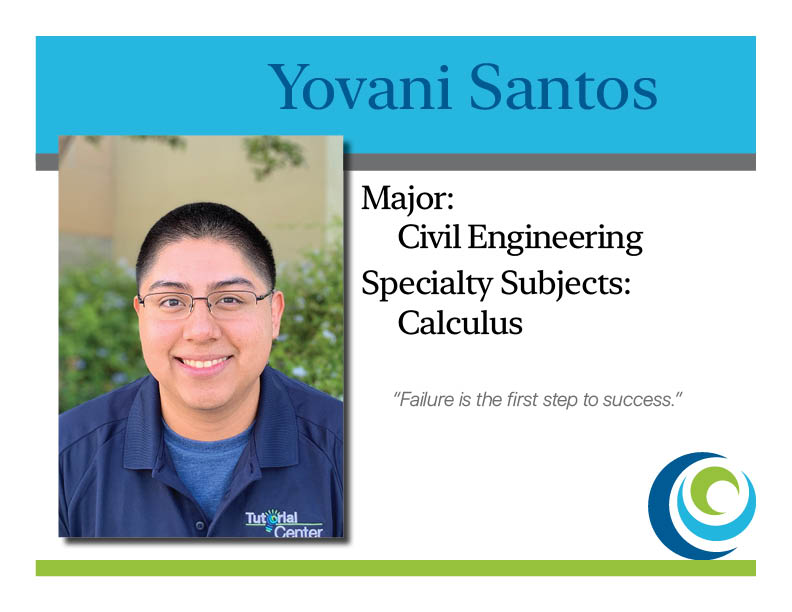 Yovani Santos
Major:
Civil Engineering
Specialty Subjects:
Calculus
“Failure is the first step to success.”
Tutorial
Center